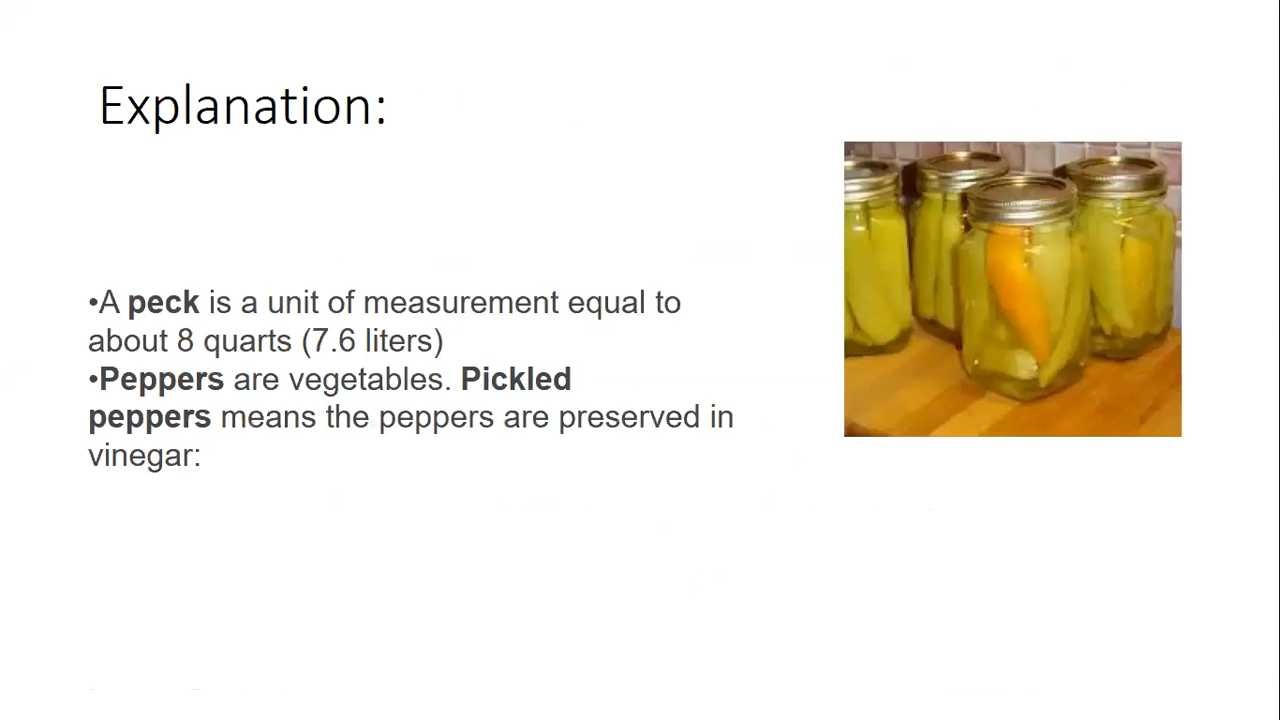 Explanation:
•A peck is a unit of measurement equal to
about 8 quarts (7.6 liters)
•Peppers are vegetables. Pickled
peppers means the peppers are preserved in
vinegar: